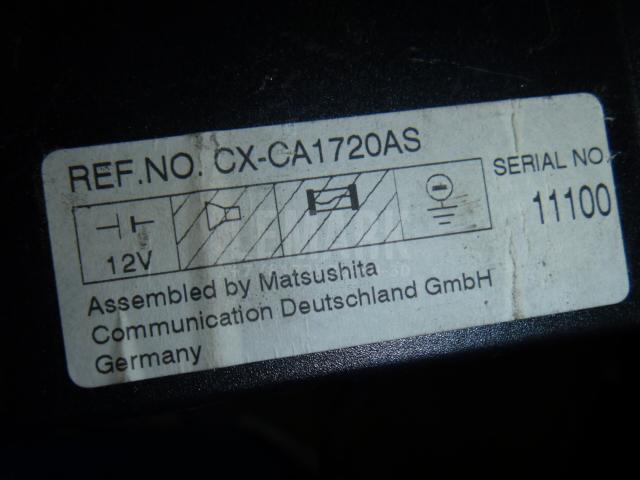 REF.NO. CX-CA1720AS
SERIAL NO.
11100
12V
Assembled by Matsushita
Communication Deutschland GmbH
Germany